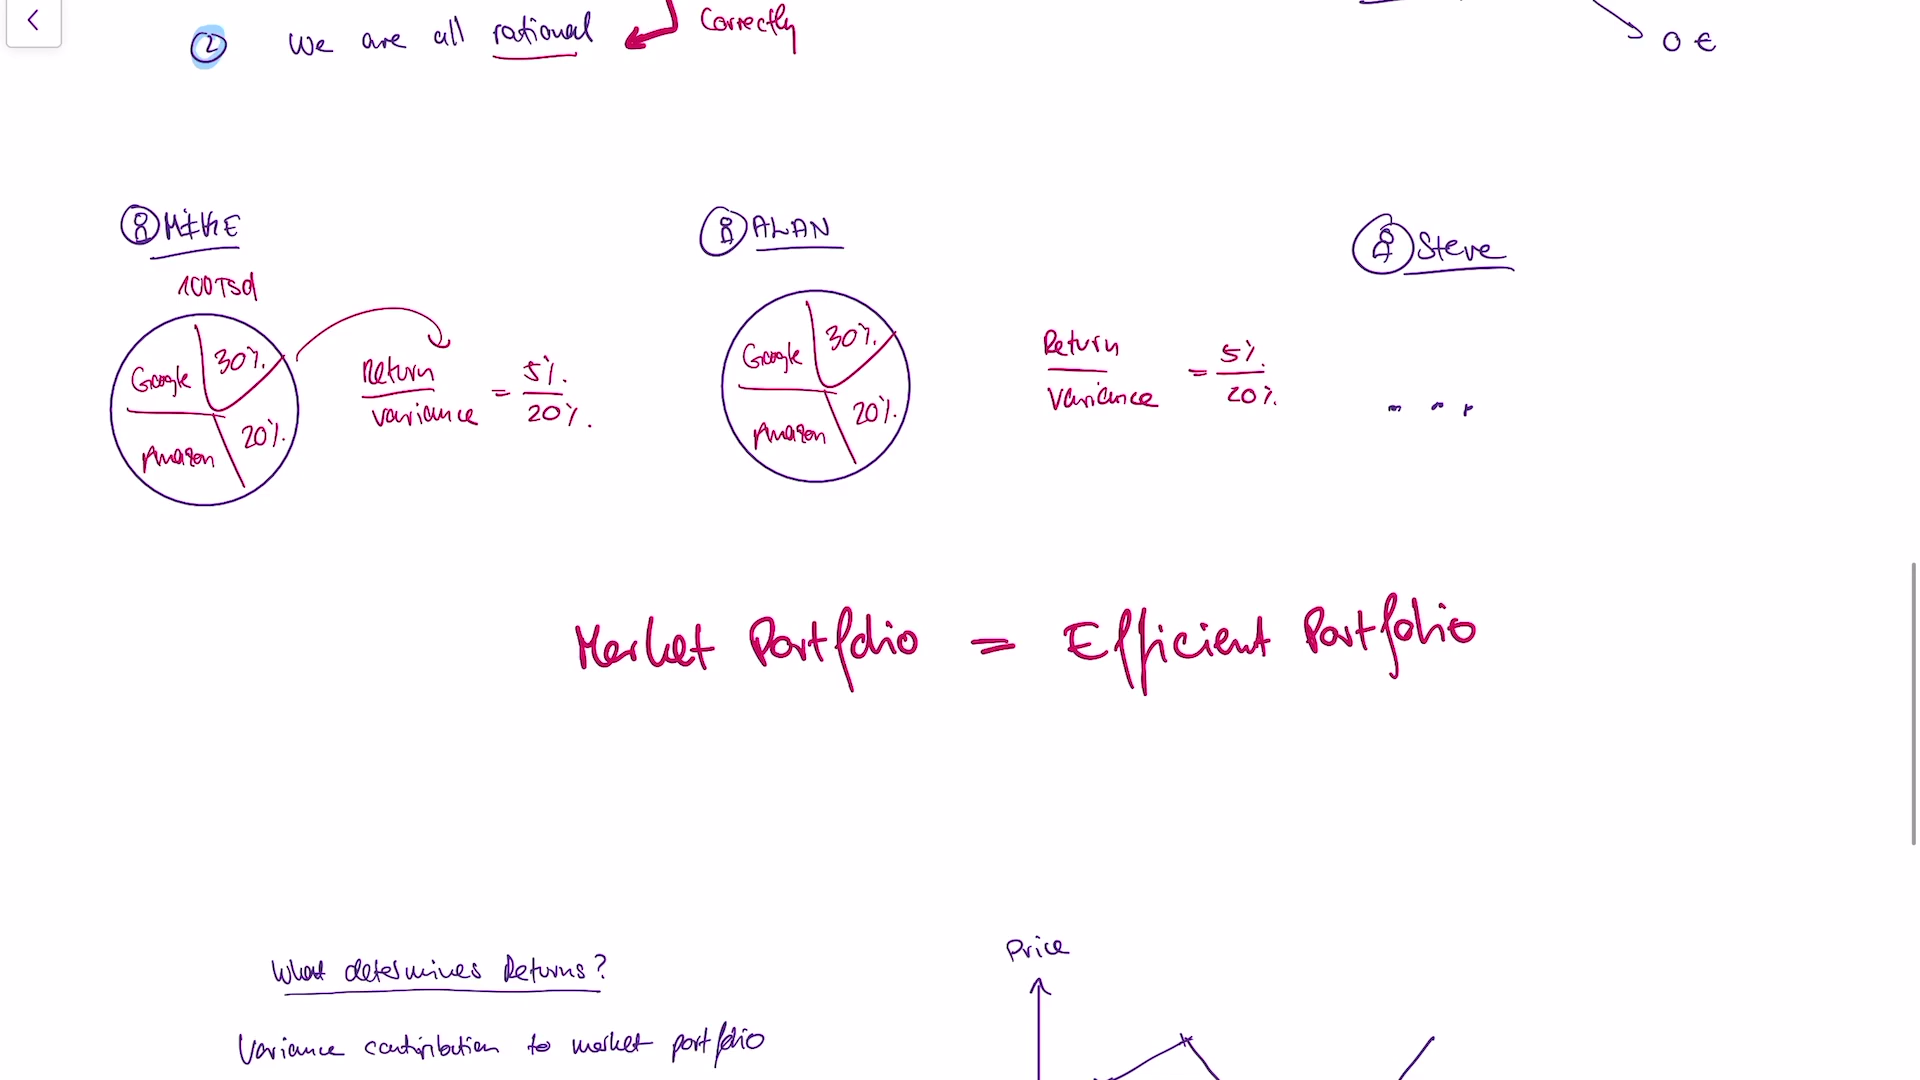 ② We are all rational
Correctly
0 €
MIKE
100Tsd
Google 30%.
Amazon 20%.
Return
variance
= 5%.
20%.
ALAN
Google 30%.
Amazon 20%.
Return
Variance
= 5%.
20%.
Steve
...
Market Portfolio = Efficient Portfolio
What determines Returns?
Variance contribution to market portfolio
Price